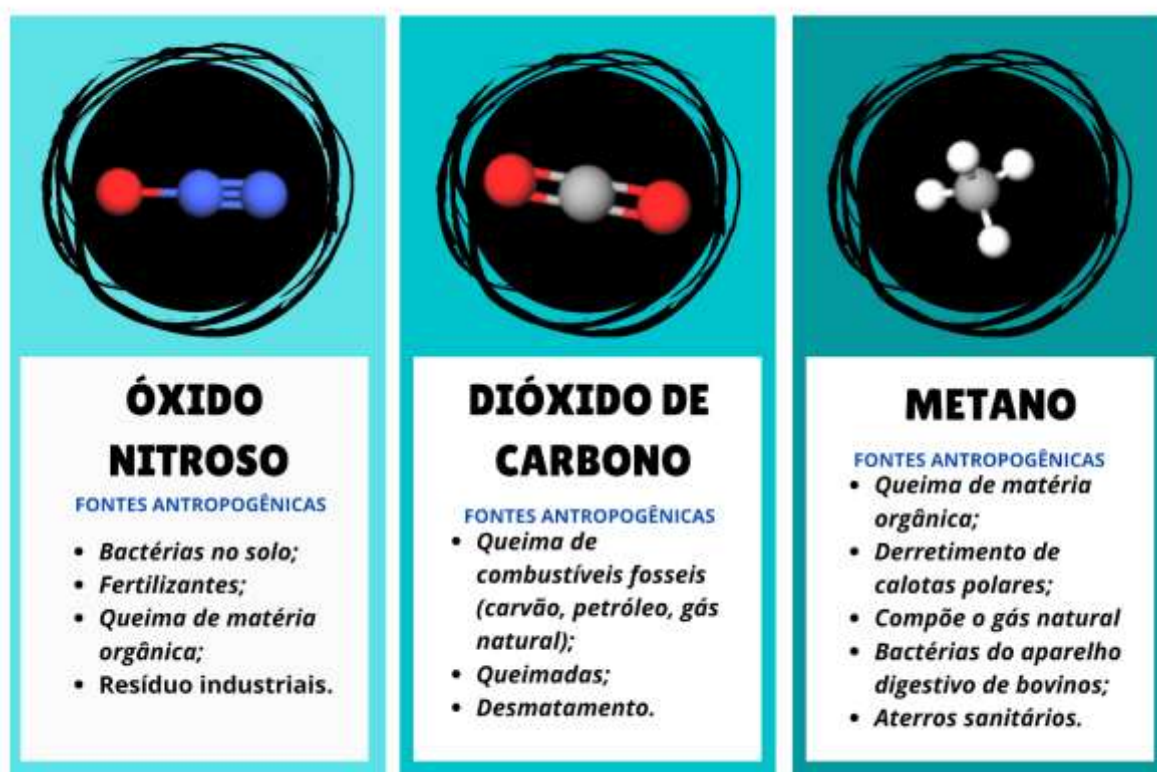 ÓXIDO
NITROSO
FONTES ANTROPOGÊNICAS
• Bactérias no solo;
• Fertilizantes;
• Queima de matéria
orgânica;
• Resíduo industriais.
DIÓXIDO DE
CARBONO
FONTES ANTROPOGÊNICAS
• Queima de
combustíveis fosseis
(carvão, petróleo, gás
natural);
• Queimadas;
• Desmatamento.
METANO
FONTES ANTROPOGÊNICAS
• Queima de matéria
orgânica;
• Derretimento de
calotas polares;
• Compõe o gás natural
• Bactérias do aparelho
digestivo de bovinos;
• Aterros sanitários.